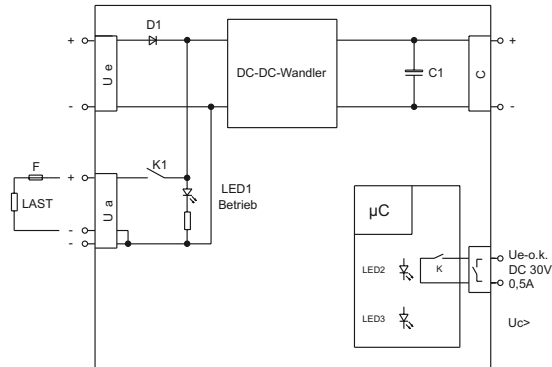 D1
+
+
U e
DC-DC-Wandler
C1
C
-
-
F
K1
+
LAST
U a
LED1
Betrieb
-
-
µC
LED2
K
Ue-o.k.
DC 30V
0,5A
LED3
Uc>